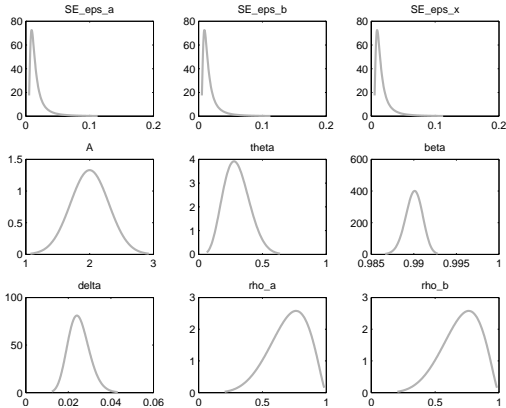 SE_eps_a SE_eps_b SE_eps_x
80 80 80
60 60 60
40 40 40
20 20 20
0 0 0
0 0.1 0.2 0 0.1 0.2 0 0.1 0.2
A theta beta
1.5 4 600
1 3 400
0.5 2 200
0 1 0
0
1 2 3 0 0.5 1 0.985 0.99 0.995 1
delta rho_a rho_b
100 3 3
50 2 2
0 1 1
0 0
0 0.02 0.04 0.06 0 0.5 1 0 0.5 1